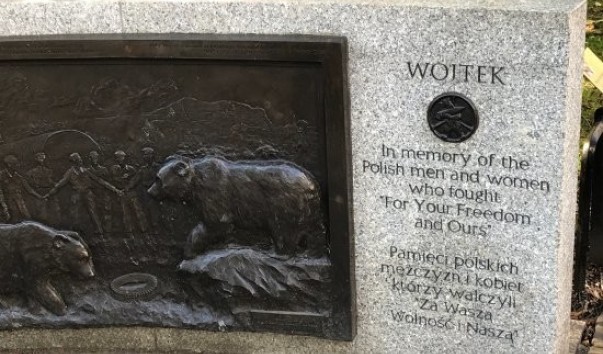 WOJTEK
In memory of the
Polish men and women
who fought
"For Your Freedom
and Ours"
Pamięci polskich
mężczyzn i kobiet
którzy walczyli
"Za Wasza
Wolność i Naszą"